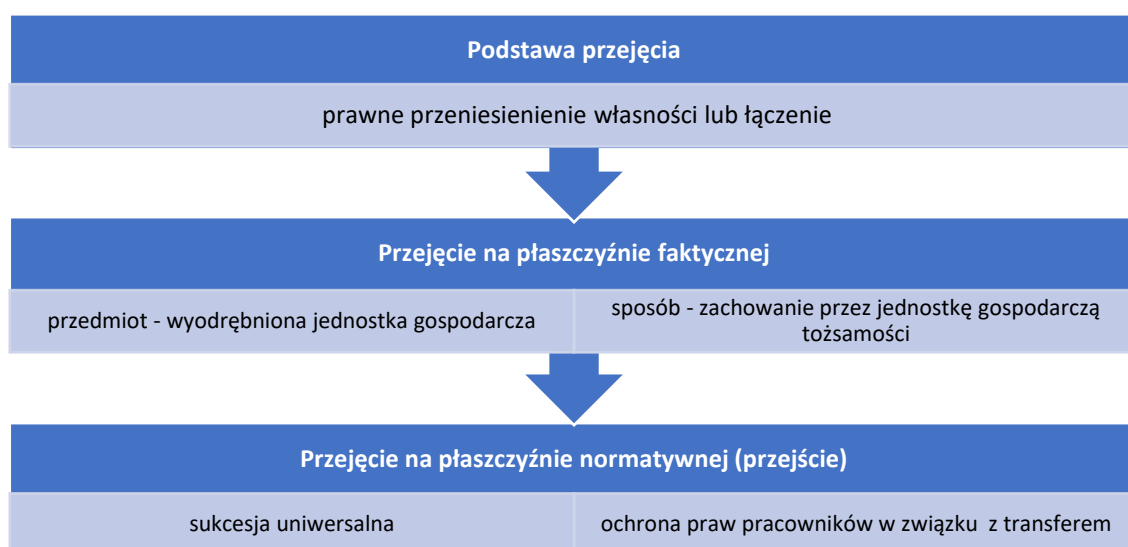 Podstawa przejęcia
prawne przeniesienienie własności lub łączenie
Przejęcie na płaszczyźnie faktycznej
przedmiot - wyodrębniona jednostka gospodarcza
sposób - zachowanie przez jednostkę gospodarczą
tożsamości
Przejęcie na płaszczyźnie normatywnej (przejście)
sukcesja uniwersalna
ochrona praw pracowników w związku z transferem